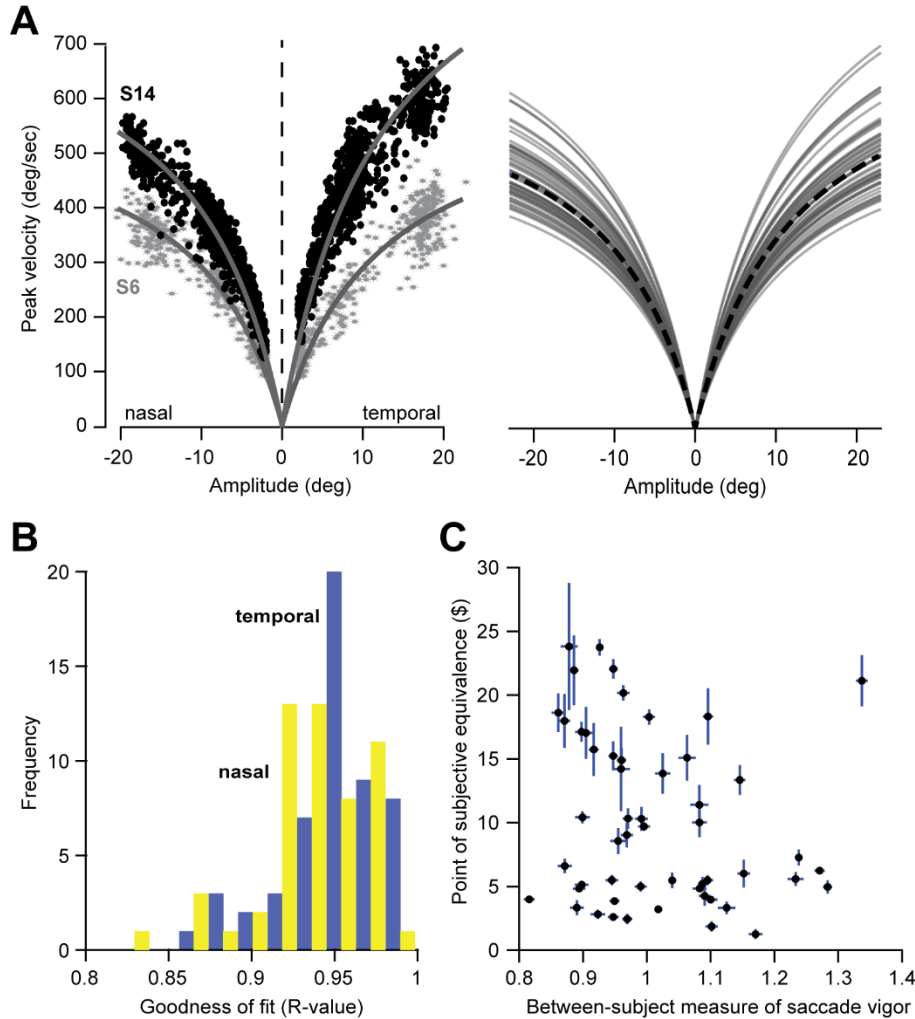 A
Peak velocity (deg/sec)
700
600
500
400
300
200
100
0
S14
S6
nasal
temporal
-20
-10
0
10
20
Amplitude (deg)
-20
-10
0
10
20
Amplitude (deg)
B
Frequency
20
15
10
5
0
temporal
nasal
0.8
0.85
0.9
0.95
1
Goodness of fit (R-value)
C
Point of subjective equivalence ($)
30
25
20
15
10
5
0
0.8
0.9
1
1.1
1.2
1.3
1.4
Between-subject measure of saccade vigor